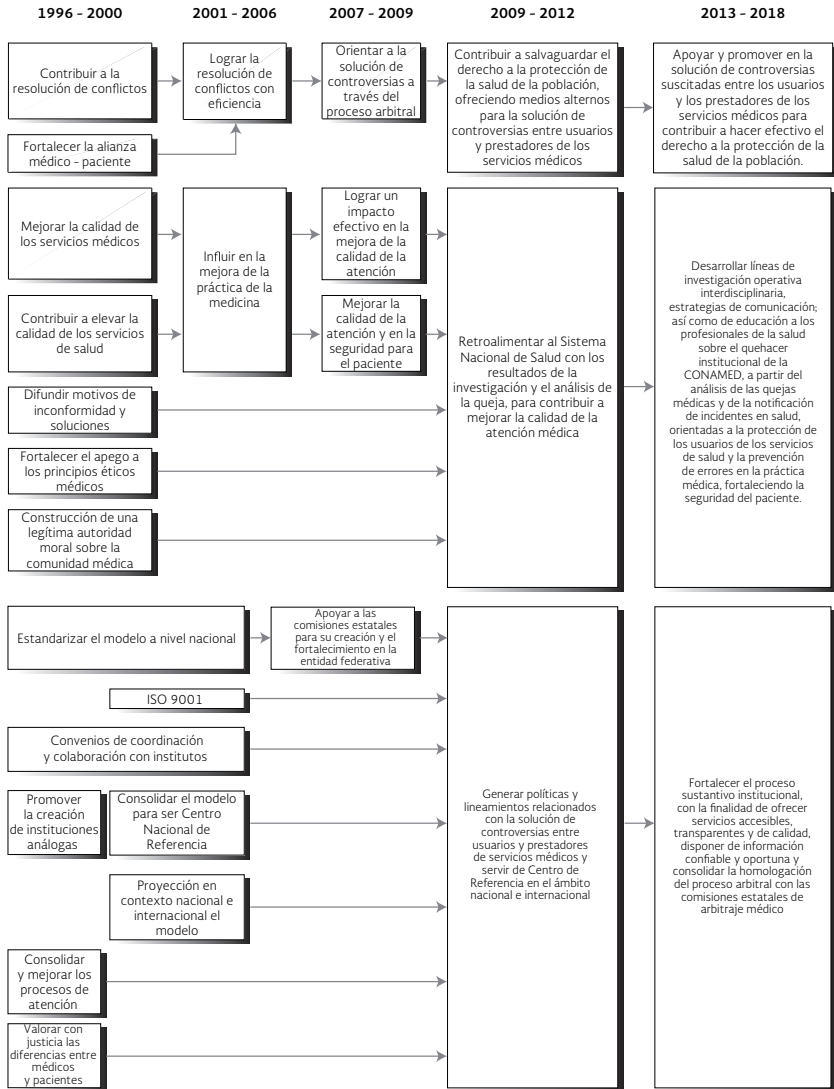 1996 - 2000
2001 - 2006
2007 - 2009
2009 - 2012
2013 - 2018
Contribuir a la
resolución de conflictos
Lograr la
resolución de
conflictos con
eficiencia
Orientar a la
solución de
controversias a
través del
proceso arbitral
Contribuir a salvaguardar el
derecho a la protección de
la salud de la población,
ofreciendo medios alternos
para la solución de
controversias entre usuarios
y prestadores de los
servicios médicos
Apoyar y promover en la
solución de controversias
suscitadas entre los usuarios
y los prestadores de los
servicios médicos para
contribuir a hacer efectivo el
derecho a la protección de la
salud de la población.
Fortalecer la alianza
médico - paciente
Mejorar la calidad de
los servicios médicos
Influir en la
mejora de la
práctica de la
medicina
Lograr un
impacto
efectivo en la
mejora de la
calidad de la
atención
Contribuir a elevar la
calidad de los servicios
de salud
Mejorar la
calidad de la
atención y en la
seguridad para
el paciente
Retroalimentar al Sistema
Nacional de Salud con los
resultados de la
investigación y el análisis de
la queja, para contribuir a
mejorar la calidad de la
atención médica
Desarrollar líneas de
investigación operativa
interdisciplinaria,
estrategias de comunicación;
así como de educación a los
profesionales de la salud
sobre el quehacer
institucional de la
CONAMED, a partir del
análisis de las quejas
médicas y de la notificación
de incidentes en salud,
orientadas a la protección de
los usuarios de los servicios
de salud y la prevención
de errores en la práctica
médica, fortaleciendo la
seguridad del paciente.
Difundir motivos de
inconformidad y
soluciones
Fortalecer el apego a
los principios éticos
médicos
Construcción de una
legítima autoridad
moral sobre la
comunidad médica
Estandarizar el modelo a nivel nacional
Apoyar a las
comisiones estatales
para su creación y el
fortalecimiento en la
entidad federativa
ISO 9001
Convenios de coordinación
y colaboración con institutos
Promover
la creación
de instituciones
análogas
Consolidar el modelo
para ser Centro
Nacional de
Referencia
Generar políticas y
lineamientos relacionados
con la solución de
controversias entre
usuarios y prestadores
de servicios médicos y
servir de Centro de
Referencia en el ámbito
nacional e internacional
Fortalecer el proceso
sustantivo institucional,
con la finalidad de ofrecer
servicios accesibles,
transparentes y de calidad,
disponer de información
confiable y oportuna y
consolidar la homologación
del proceso arbitral con las
comisiones estatales de
arbitraje médico
Proyección en
contexto nacional e
internacional el
modelo
Consolidar
y mejorar los
procesos de
atención
Valorar con
justicia las
diferencias entre
médicos
y pacientes